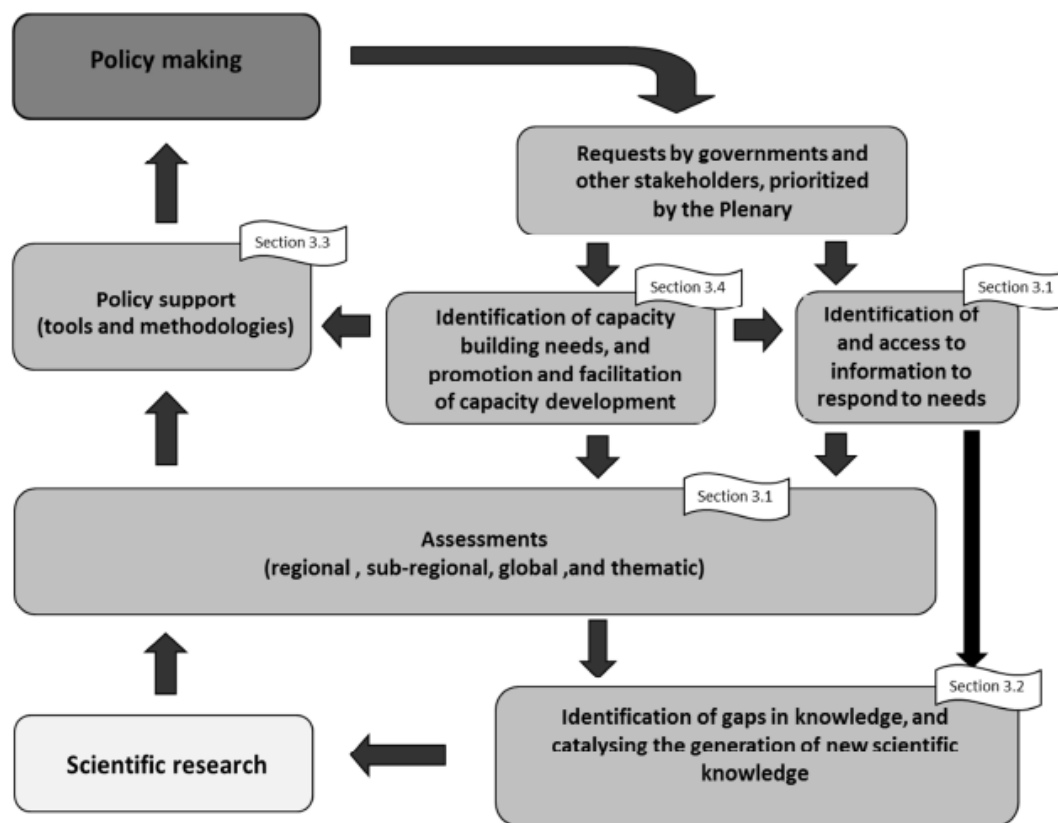 Policy making
Requests by governments and
other stakeholders, prioritized
by the Plenary
Section 3.3
Policy support
(tools and methodologies)
Section 3.4
Identification of capacity
building needs, and
promotion and facilitation
of capacity development
Section 3.1
Identification of
and access to
information to
respond to needs
Section 3.1
Assessments
(regional , sub-regional, global ,and thematic)
Section 3.2
Identification of gaps in knowledge, and
catalysing the generation of new scientific
knowledge
Scientific research